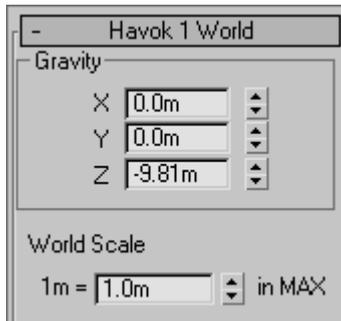 - Havok 1 World
Gravity
X 0.0m
Y 0.0m
Z -9.81m
World Scale
1m = 1.0m in MAX